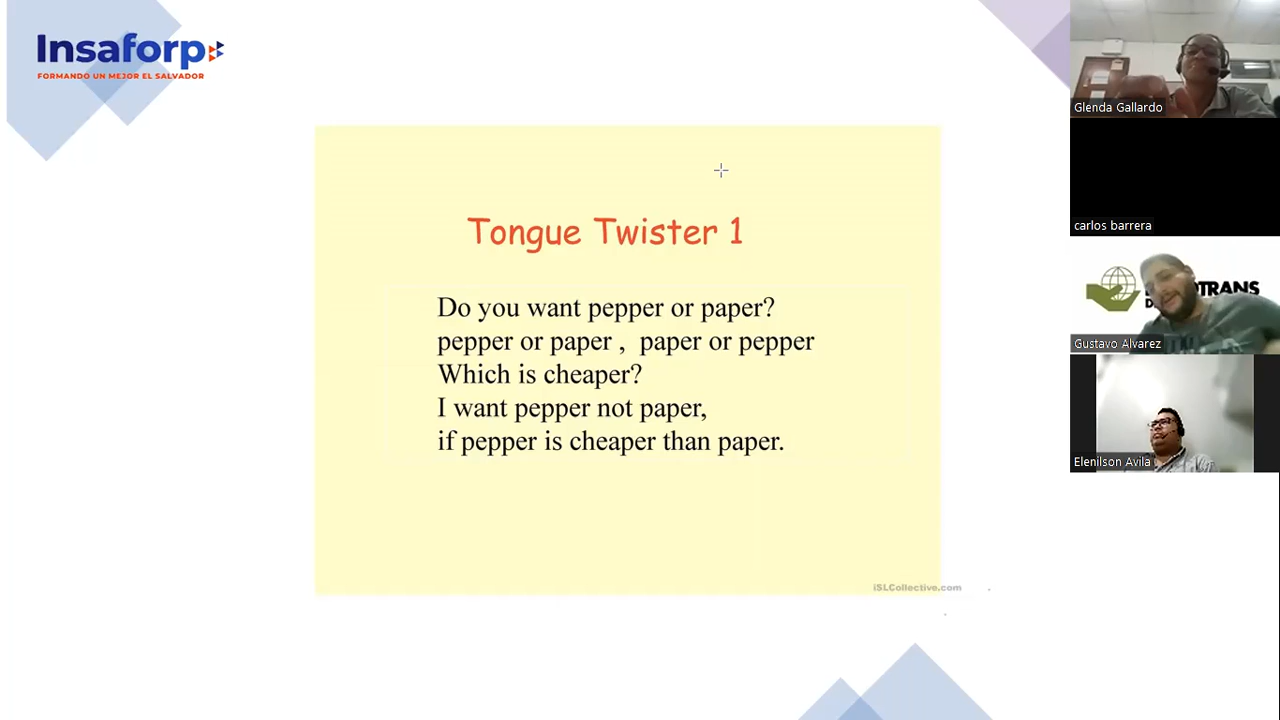 Insaforp
FORMANDO UN MEJOR EL SALVADOR
Tongue Twister 1
Do you want pepper or paper?
pepper or paper ,  paper or pepper
Which is cheaper?
I want pepper not paper,
if pepper is cheaper than paper.
iSLCollective.com
Glenda Gallardo
carlos barrera
TRANS
Gustavo Alvarez
Elenilson Avila